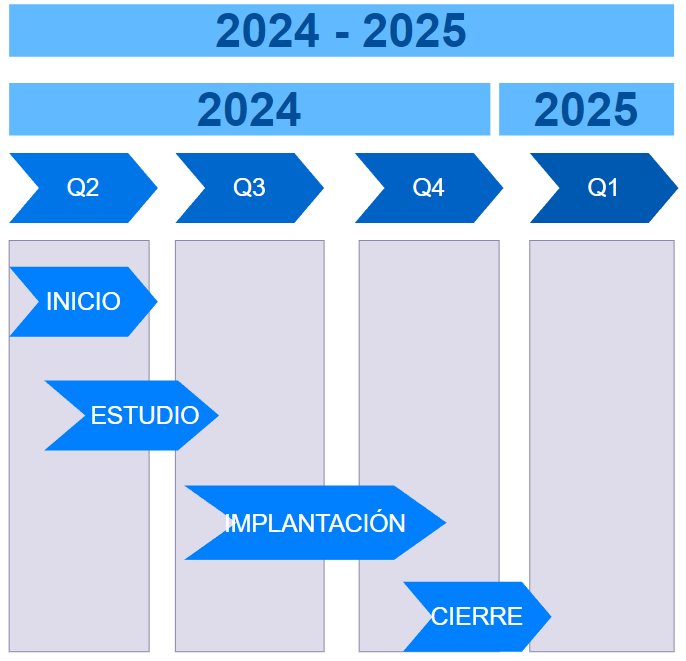 2024 - 2025
2024
2025
Q2
Q3
Q4
Q1
INICIO
ESTUDIO
IMPLANTACIÓN
CIERRE